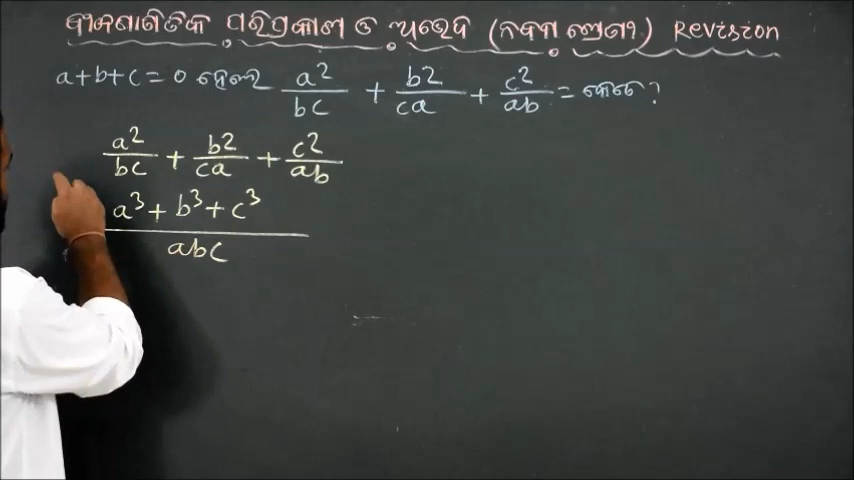 ବୀଜଗାଣିତିକ ପରିପ୍ରକାଶ ଓ ଅଭେଦ (ନବମ ଶ୍ରେଣୀ) Revision
a+b+c = 0 ହେଲେ a²/bc + b²/ca + c²/ab = କେତେ?
a²/bc + b²/ca + c²/ab
a³ + b³ + c³
abc